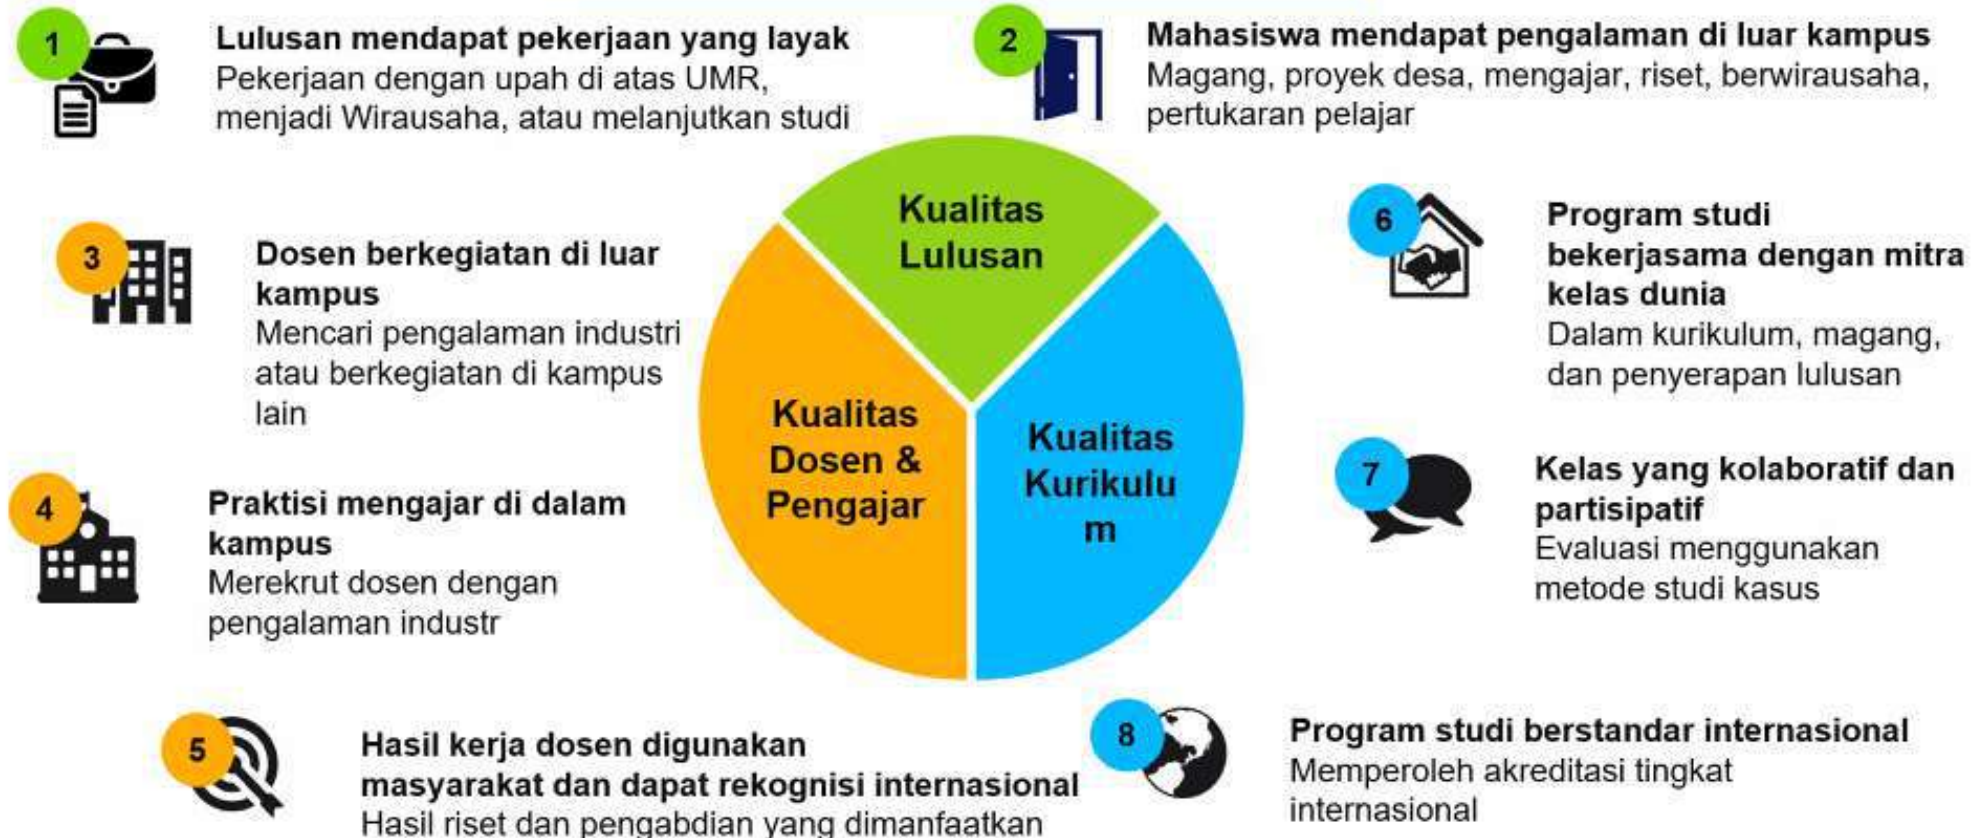 1
Lulusan mendapat pekerjaan yang layak
Pekerjaan dengan upah di atas UMR,
menjadi Wirausaha, atau melanjutkan studi
2
Mahasiswa mendapat pengalaman di luar kampus
Magang, proyek desa, mengajar, riset, berwirausaha,
pertukaran pelajar
Kualitas
Lulusan
3
Dosen berkegiatan di luar
kampus
Mencari pengalaman industri
atau berkegiatan di kampus
lain
6
Program studi
bekerjasama dengan mitra
kelas dunia
Dalam kurikulum, magang,
dan penyerapan lulusan
Kualitas
Dosen &
Pengajar
Kualitas
Kurikulu
m
4
Praktisi mengajar di dalam
kampus
Merekrut dosen dengan
pengalaman industr
7
Kelas yang kolaboratif dan
partisipatif
Evaluasi menggunakan
metode studi kasus
5
Hasil kerja dosen digunakan
masyarakat dan dapat rekognisi internasional
Hasil riset dan pengabdian yang dimanfaatkan
8
Program studi berstandar internasional
Memperoleh akreditasi tingkat
internasional